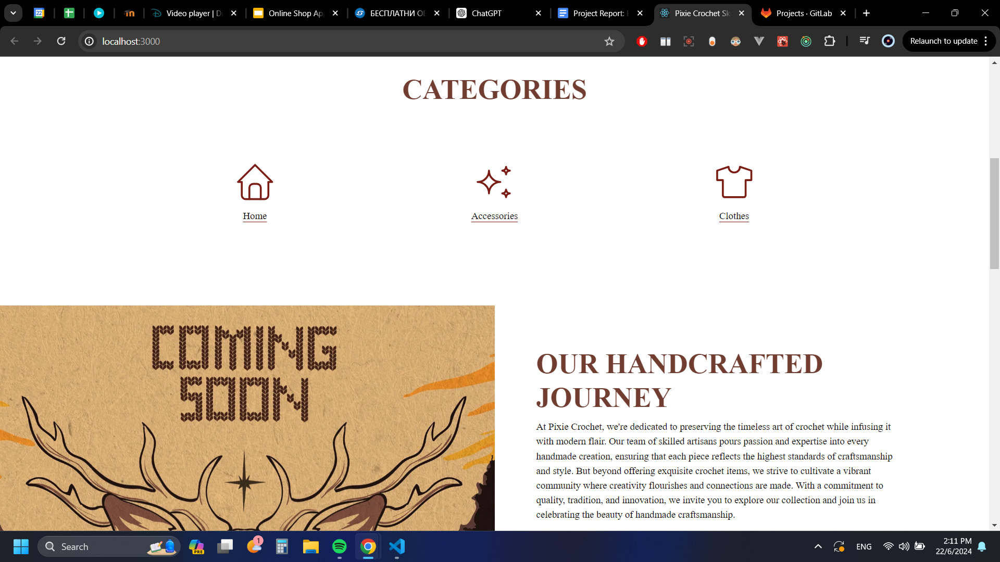 22
Video player | D
Online Shop Ap
БЕСПЛАТНИ ОБ
ChatGPT
Project Report: E
Pixie Crochet Sk
Projects · GitLab
localhost:3000
Relaunch to update
CATEGORIES
Home
Accessories
Clothes
COMING
SOON
OUR HANDCRAFTED
JOURNEY
At Pixie Crochet, we're dedicated to preserving the timeless art of crochet while infusing it
with modern flair. Our team of skilled artisans pours passion and expertise into every
handmade creation, ensuring that each piece reflects the highest standards of craftsmanship
and style. But beyond offering exquisite crochet items, we strive to cultivate a vibrant
community where creativity flourishes and connections are made. With a commitment to
quality, tradition, and innovation, we invite you to explore our collection and join us in
celebrating the beauty of handmade craftsmanship.
Search
PRE
1
ENG
2:11 PM
22/6/2024